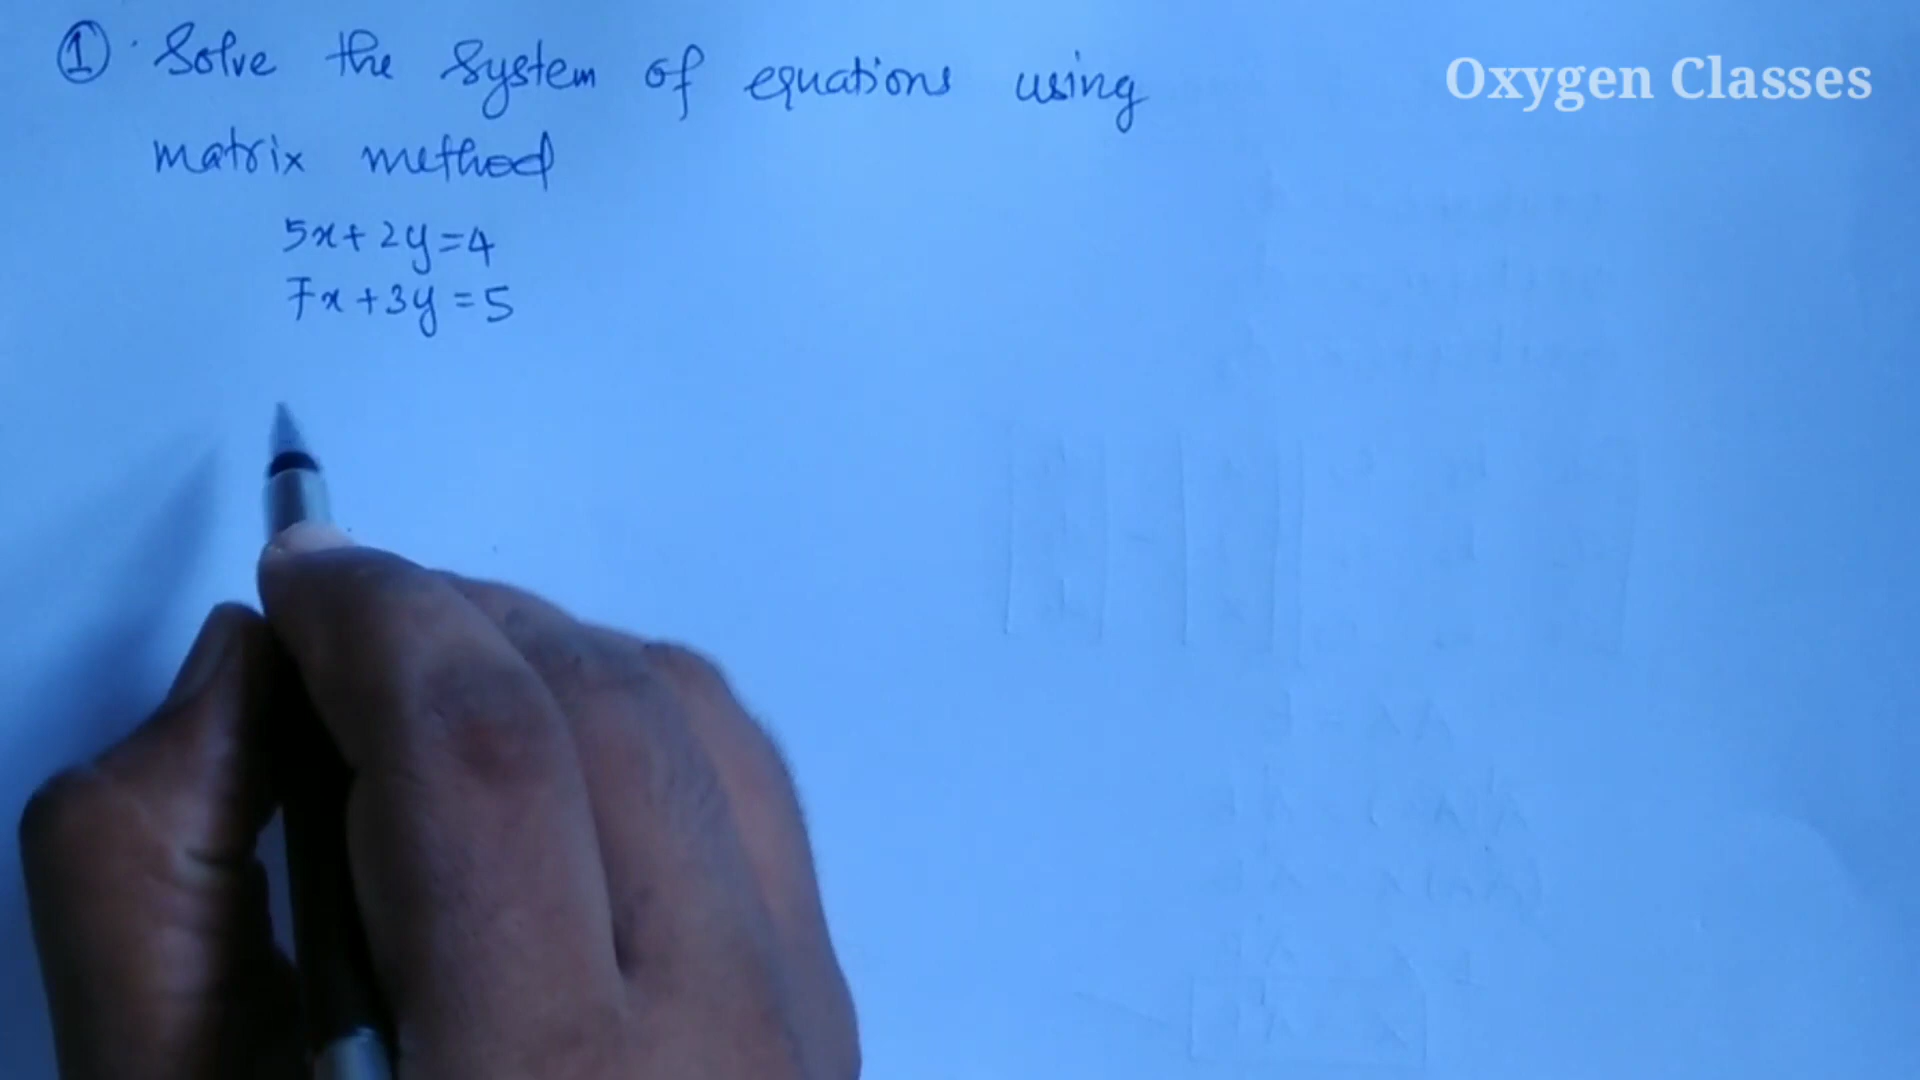 ① Solve the system of equations using
Oxygen Classes
matrix method
5x+2y=4
7x+3y=5